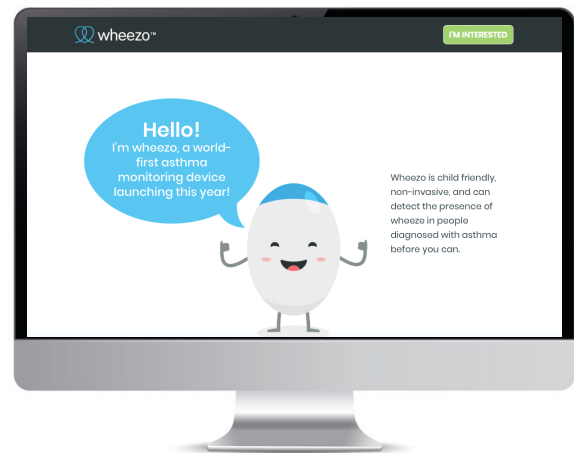 wheezo™
I'M INTERESTED
Hello!
I'm wheezo, a world-
first asthma
monitoring device
launching this year!
Wheezo is child friendly,
non-invasive, and can
detect the presence of
wheeze in people
diagnosed with asthma
before you can.